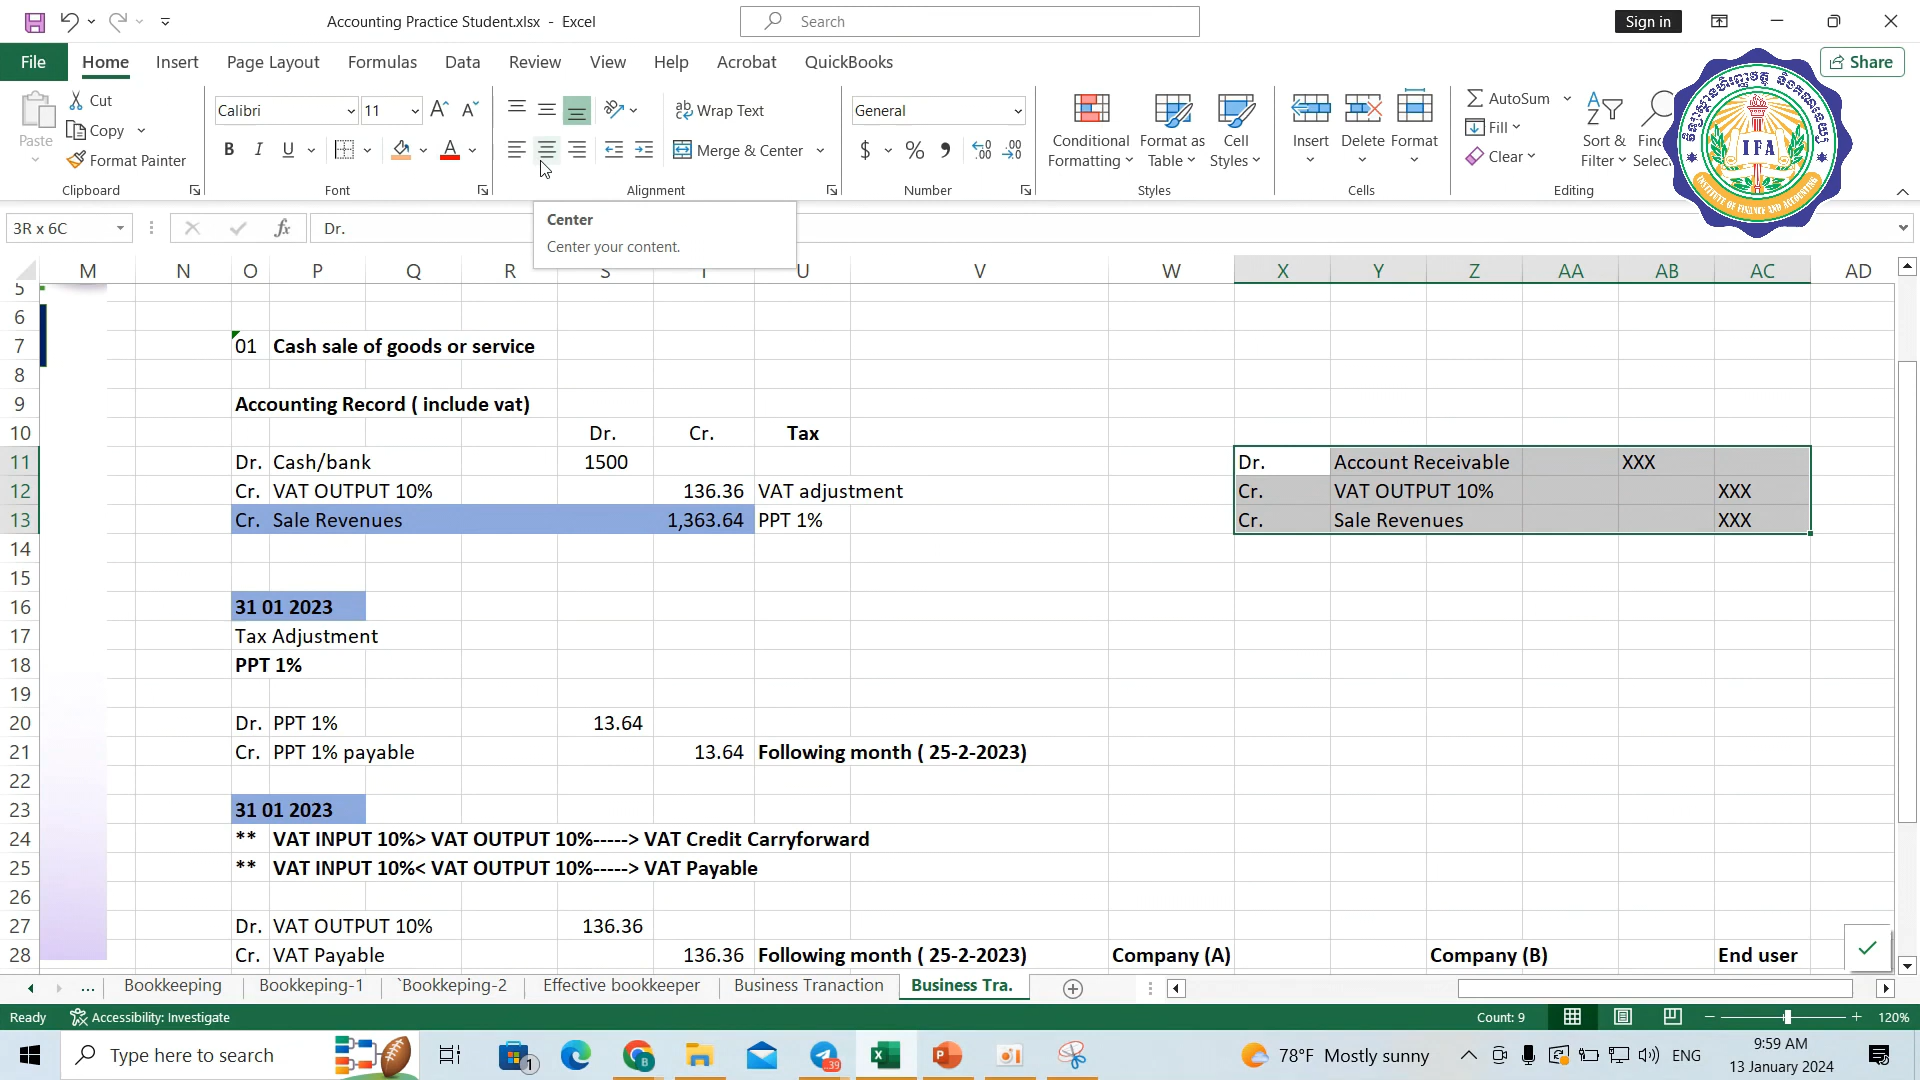 Accounting Practice Student.xlsx - Excel
Search
Sign in
File Home Insert Page Layout Formulas Data Review View Help Acrobat QuickBooks
Share
Paste
Cut
Copy
Format Painter
Clipboard
Calibri 11
B I U
Font
Wrap Text
Merge & Center
Alignment
General
$ % 9
Number
Conditional Formatting
Format as Table
Cell Styles
Styles
Insert Delete Format
Cells
AutoSum
Fill
Clear
Sort & Filter
Editing
IFA
INSTITUTE OF FINANCE AND ACCOUNTING
3R x 6C
fx
Dr.
Center
Center your content.
M N O P Q R S T U V W X Y Z AA AB AC AD
5
6
7 01 Cash sale of goods or service
8
9 Accounting Record ( include vat)
10 Dr. Cr. Tax
11 Dr. Cash/bank 1500 Dr. Account Receivable XXX
12 Cr. VAT OUTPUT 10% 136.36 VAT adjustment Cr. VAT OUTPUT 10% XXX
13 Cr. Sale Revenues 1,363.64 PPT 1% Cr. Sale Revenues XXX
14
15
16 31 01 2023
17 Tax Adjustment
18 PPT 1%
19
20 Dr. PPT 1% 13.64
21 Cr. PPT 1% payable 13.64 Following month ( 25-2-2023)
22
23 31 01 2023
24 ** VAT INPUT 10%> VAT OUTPUT 10%-----> VAT Credit Carryforward
25 ** VAT INPUT 10%< VAT OUTPUT 10%-----> VAT Payable
26
27 Dr. VAT OUTPUT 10% 136.36
28 Cr. VAT Payable 136.36 Following month ( 25-2-2023) Company (A) Company (B) End user
... Bookkeeping Bookkeping-1 `Bookkeping-2 Effective bookkeeper Business Tranaction Business Tra.
Ready Accessibility: Investigate Count: 9 120%
Type here to search
1
39
78°F Mostly sunny
ENG
9:59 AM
13 January 2024